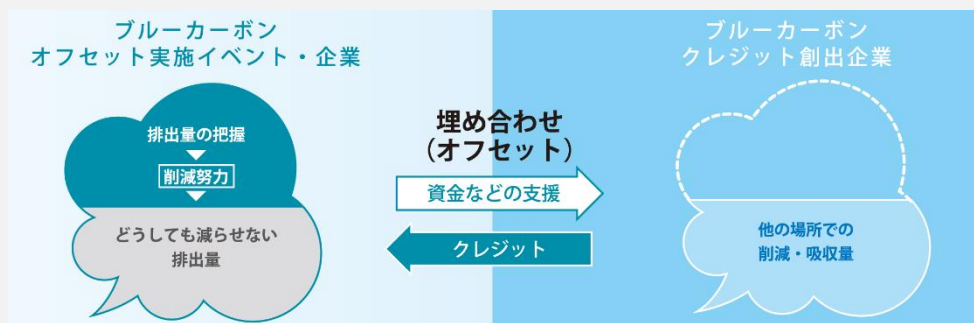 ブルーカーボン
オフセット実施イベント・企業
排出量の把握
削減努力
どうしても減らせない
排出量
埋め合わせ
(オフセット)
資金などの支援
クレジット
ブルーカーボン
クレジット創出企業
他の場所での
削減・吸収量